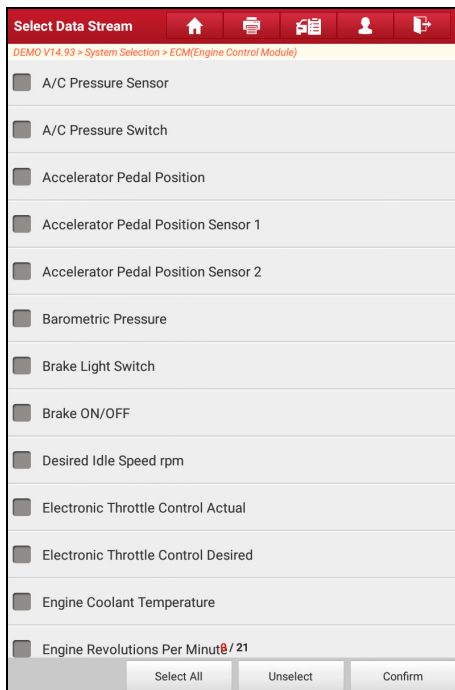 Select Data Stream
DEMO V14.93 > System Selection > ECM(Engine Control Module)
A/C Pressure Sensor
A/C Pressure Switch
Accelerator Pedal Position
Accelerator Pedal Position Sensor 1
Accelerator Pedal Position Sensor 2
Barometric Pressure
Brake Light Switch
Brake ON/OFF
Desired Idle Speed rpm
Electronic Throttle Control Actual
Electronic Throttle Control Desired
Engine Coolant Temperature
Engine Revolutions Per Minute 0 / 21
Select All Unselect Confirm